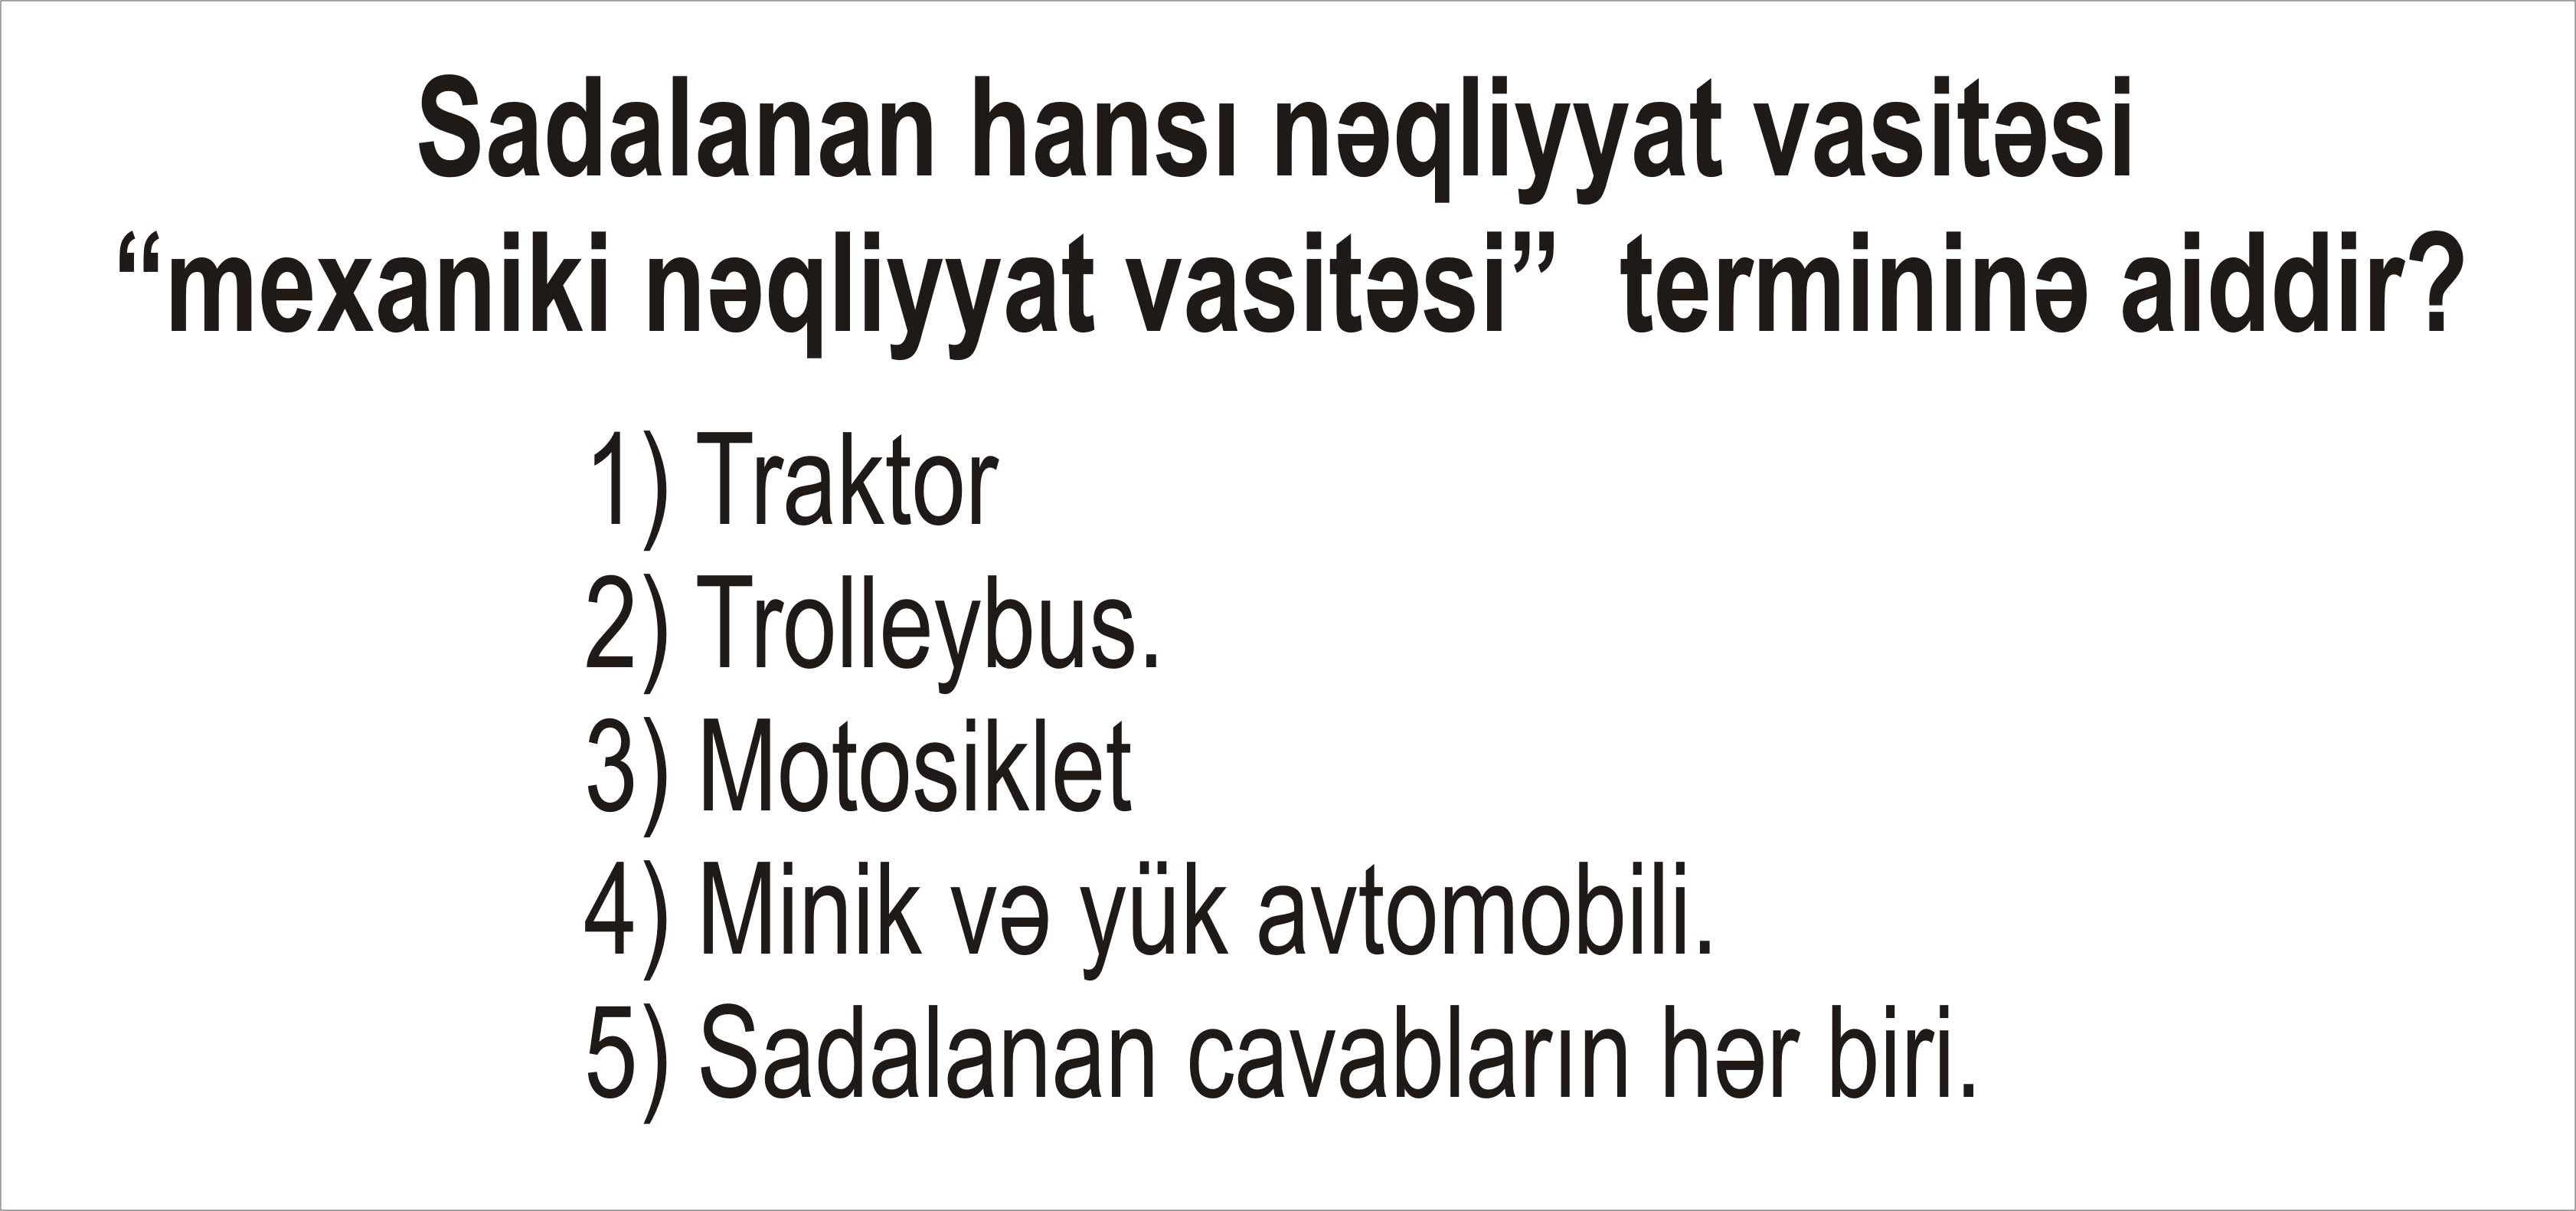 Sadalanan hansı nəqliyyat vasitəsi
“mexaniki nəqliyyat vasitəsi” termininə aiddir?
1) Traktor
2) Trolleybus.
3) Motosiklet
4) Minik və yük avtomobili.
5) Sadalanan cavabların hər biri.